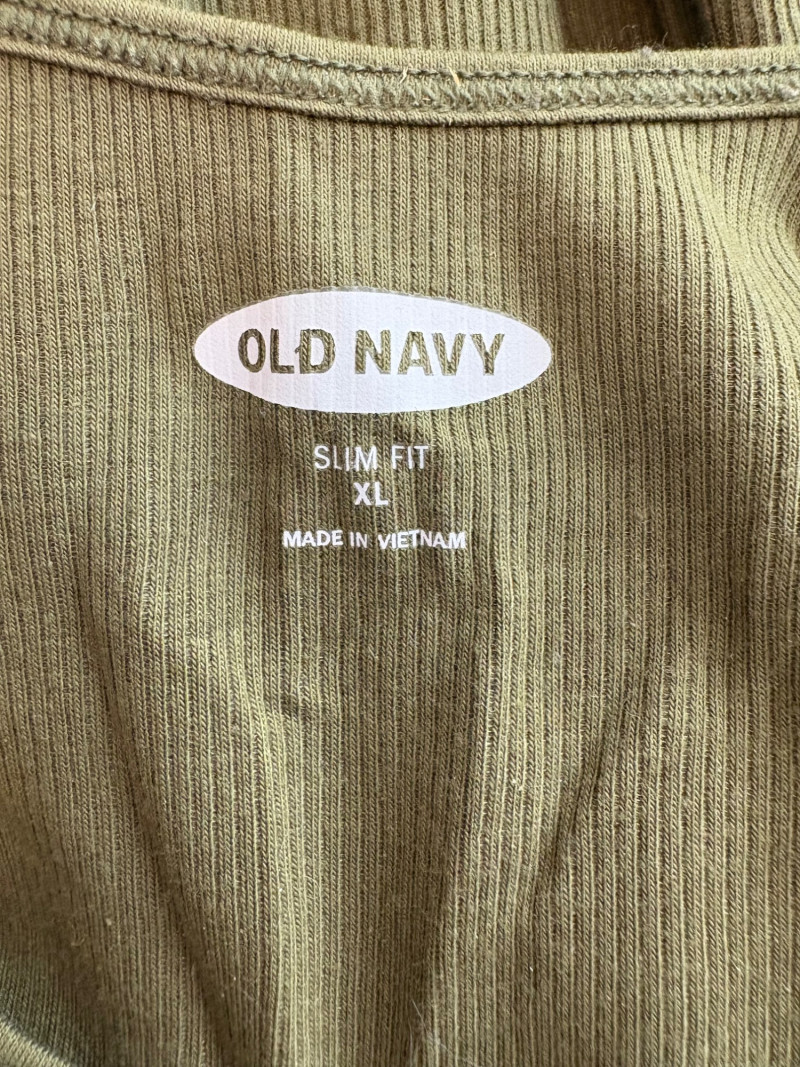 OLD NAVY
SLIM FIT
XL
MADE IN VIETNAM